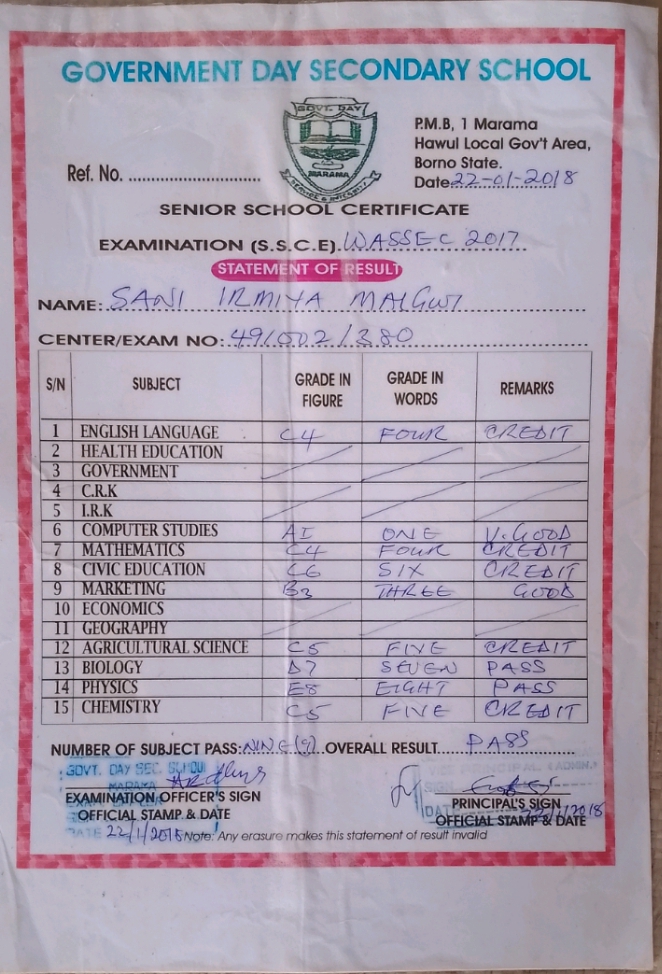 GOVERNMENT DAY SECONDARY SCHOOL
GOVT. DAY
MARAMA
P.M.B, 1 Marama
Hawul Local Gov't Area,
Borno State.
Ref. No. ..............................
Date 22-01-2018
SENIOR SCHOOL CERTIFICATE
EXAMINATION (S.S.C.E). WASSEC 2017
STATEMENT OF RESULT
NAME: SANI IRMIYA MALGWI
CENTER/EXAM NO: 49/002/380
S/N SUBJECT GRADE IN FIGURE GRADE IN WORDS REMARKS
1 ENGLISH LANGUAGE C4 FOUR CREDIT
2 HEALTH EDUCATION
3 GOVERNMENT
4 C.R.K
5 I.R.K
6 COMPUTER STUDIES A1 ONE V.GOOD
7 MATHEMATICS C4 FOUR CREDIT
8 CIVIC EDUCATION C6 SIX CREDIT
9 MARKETING B3 THREE GOOD
10 ECONOMICS
11 GEOGRAPHY
12 AGRICULTURAL SCIENCE C5 FIVE CREDIT
13 BIOLOGY D7 SEVEN PASS
14 PHYSICS E8 EIGHT PASS
15 CHEMISTRY C5 FIVE CREDIT
NUMBER OF SUBJECT PASS: NINE (9) OVERALL RESULT PASS
GOVT. DAY SEC. SCHOOL
MARAMA
VICE PRINCIPAL (ADMIN.)
SIGN
EXAMINATION OFFICER'S SIGN
PRINCIPAL'S SIGN
OFFICIAL STAMP & DATE
OFFICIAL STAMP & DATE
DATE 22/1/2018
DATE 22/1/2018
Note: Any erasure makes this statement of result invalid